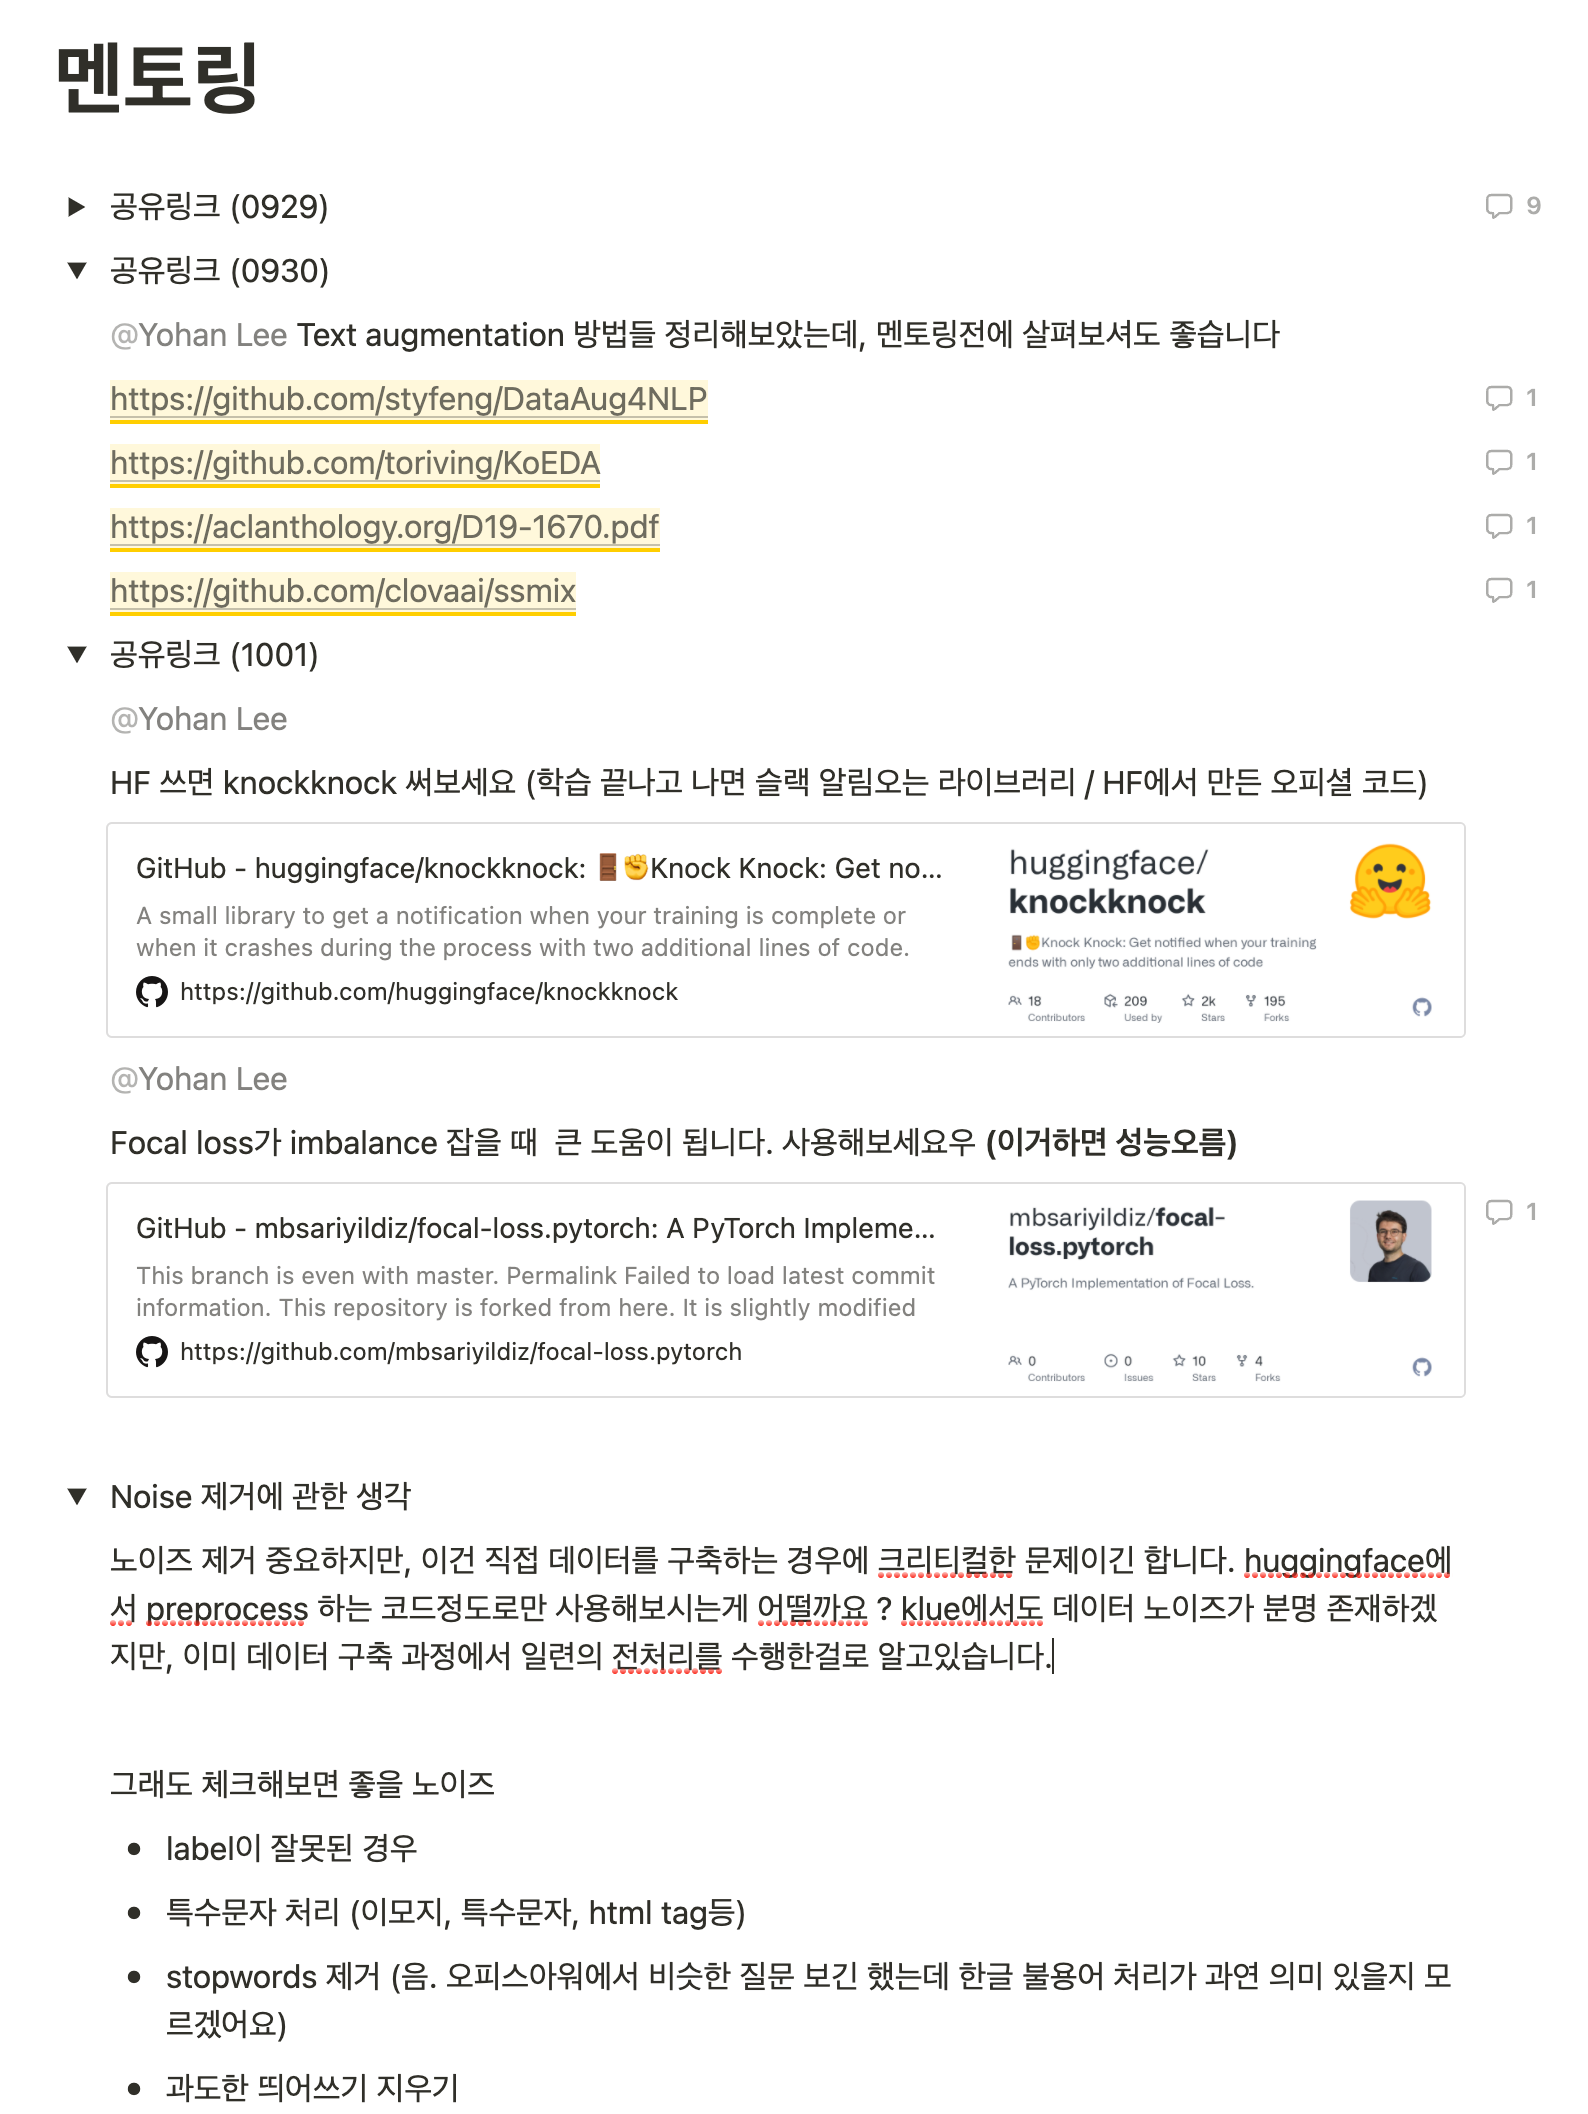 멘토링
공유링크 (0929)
9
공유링크 (0930)
@Yohan Lee Text augmentation 방법들 정리해보았는데, 멘토링전에 살펴보셔도 좋습니다
https://github.com/styfeng/DataAug4NLP
1
https://github.com/toriving/KoEDA
1
https://aclanthology.org/D19-1670.pdf
1
https://github.com/clovaai/ssmix
1
공유링크 (1001)
@Yohan Lee
HF 쓰면 knockknock 써보세요 (학습 끝나고 나면 슬랙 알림오는 라이브러리 / HF에서 만든 오피셜 코드)
GitHub - huggingface/knockknock: 🚪✊Knock Knock: Get no...
A small library to get a notification when your training is complete or
when it crashes during the process with two additional lines of code.
https://github.com/huggingface/knockknock
huggingface/
knockknock
🚪✊Knock Knock: Get notified when your training
ends with only two additional lines of code
18 209 2k 195
Contributors Used by Stars Forks
@Yohan Lee
Focal loss가 imbalance 잡을 때  큰 도움이 됩니다. 사용해보세요우 (이거하면 성능오름)
GitHub - mbsariyildiz/focal-loss.pytorch: A PyTorch Impleme...
This branch is even with master. Permalink Failed to load latest commit
information. This repository is forked from here. It is slightly modified
https://github.com/mbsariyildiz/focal-loss.pytorch
mbsariyildiz/focal-
loss.pytorch
A PyTorch Implementation of Focal Loss.
0 0 10 4
Contributors Issues Stars Forks
1
Noise 제거에 관한 생각
노이즈 제거 중요하지만, 이건 직접 데이터를 구축하는 경우에 크리티컬한 문제이긴 합니다. huggingface에
서 preprocess 하는 코드정도로만 사용해보시는게 어떨까요 ? klue에서도 데이터 노이즈가 분명 존재하겠
지만, 이미 데이터 구축 과정에서 일련의 전처리를 수행한걸로 알고있습니다.
그래도 체크해보면 좋을 노이즈
• label이 잘못된 경우
• 특수문자 처리 (이모지, 특수문자, html tag등)
• stopwords 제거 (음. 오피스아워에서 비슷한 질문 보긴 했는데 한글 불용어 처리가 과연 의미 있을지 모
르겠어요)
• 과도한 띄어쓰기 지우기